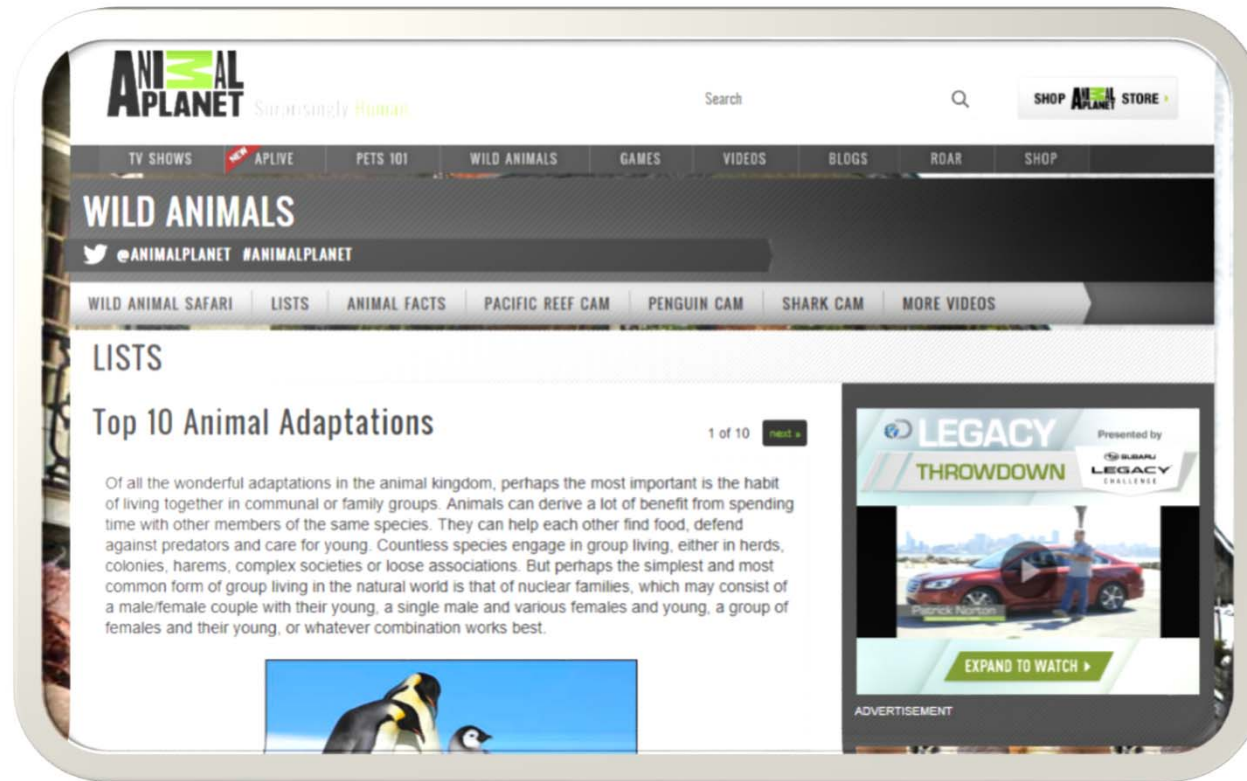 ANIMAL
PLANET Surprisingly Human
Search
SHOP ANIMAL PLANET STORE
TV SHOWS NEW APLIVE PETS 101 WILD ANIMALS GAMES VIDEOS BLOGS ROAR SHOP
WILD ANIMALS
@ANIMALPLANET #ANIMALPLANET
WILD ANIMAL SAFARI LISTS ANIMAL FACTS PACIFIC REEF CAM PENGUIN CAM SHARK CAM MORE VIDEOS
LISTS
Top 10 Animal Adaptations
1 of 10 next »
Of all the wonderful adaptations in the animal kingdom, perhaps the most important is the habit
of living together in communal or family groups. Animals can derive a lot of benefit from spending
time with other members of the same species. They can help each other find food, defend
against predators and care for young. Countless species engage in group living, either in herds,
colonies, harems, complex societies or loose associations. But perhaps the simplest and most
common form of group living in the natural world is that of nuclear families, which may consist of
a male/female couple with their young, a single male and various females and young, a group of
females and their young, or whatever combination works best.
LEGACY
THROWDOWN
Presented by
SUBARU
LEGACY
CHALLENGE
Patrick Norton
EXPAND TO WATCH
ADVERTISEMENT